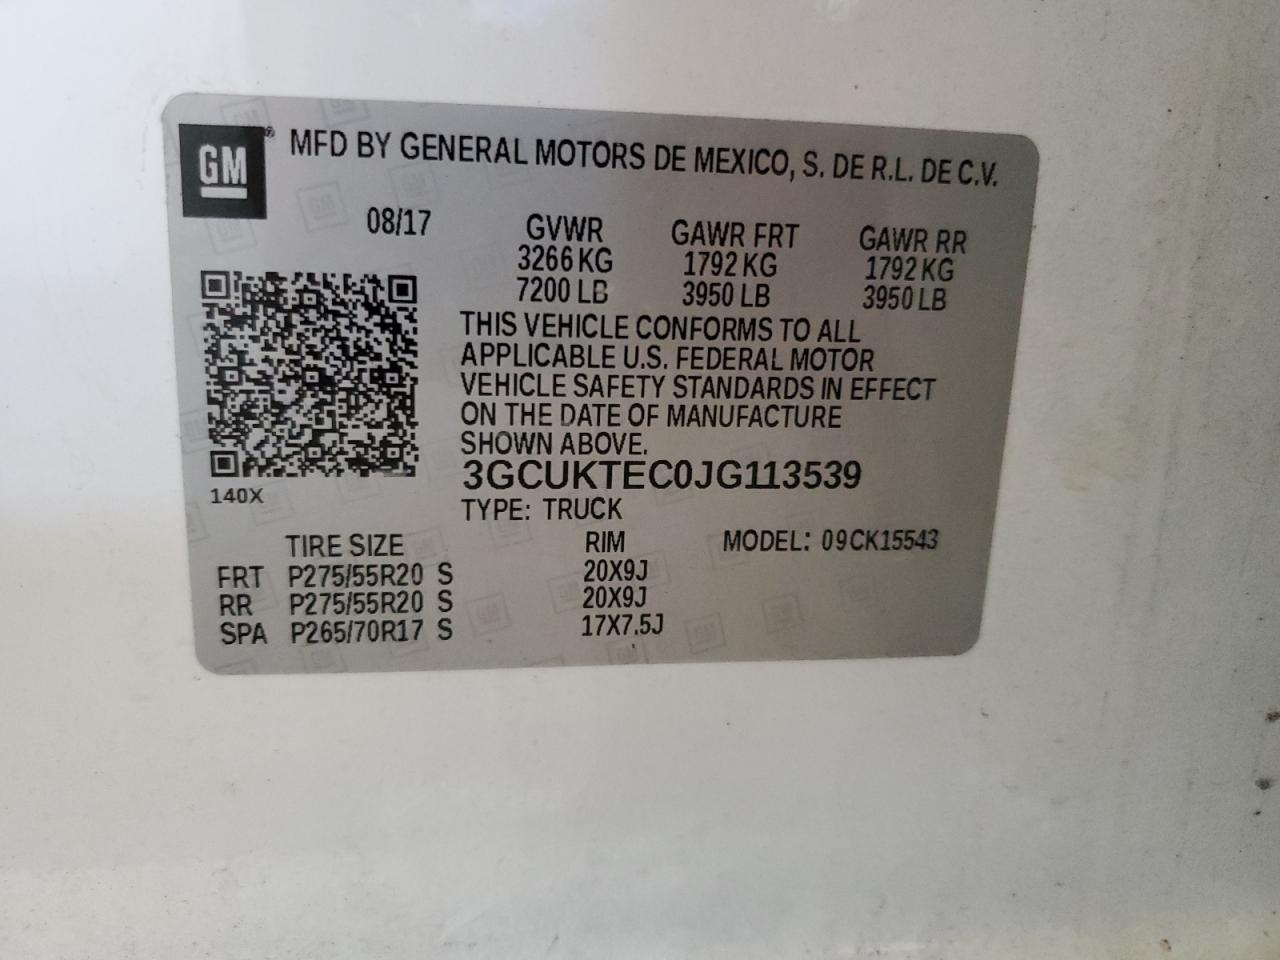 GM® MFD BY GENERAL MOTORS DE MEXICO, S. DE R.L. DE C.V.
08/17 GVWR GAWR FRT GAWR RR
3266 KG 1792 KG 1792 KG
7200 LB 3950 LB 3950 LB
THIS VEHICLE CONFORMS TO ALL
APPLICABLE U.S. FEDERAL MOTOR
VEHICLE SAFETY STANDARDS IN EFFECT
ON THE DATE OF MANUFACTURE
SHOWN ABOVE.
3GCUKTEC0JG113539
140X
TYPE: TRUCK
TIRE SIZE RIM MODEL: 09CK15543
FRT P275/55R20 S 20X9J
RR P275/55R20 S 20X9J
SPA P265/70R17 S 17X7.5J